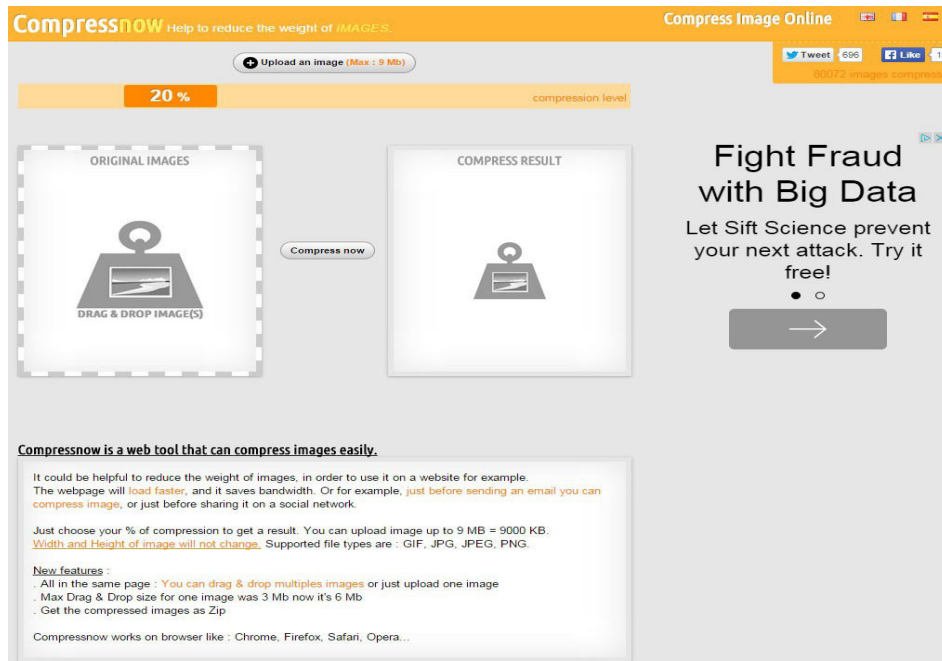 Compressnow Help to reduce the weight of IMAGES.
Compress Image Online
Upload an image (Max : 9 Mb)
Tweet 696 Like 1
80072 images compress
20 % compression level
ORIGINAL IMAGES
DRAG & DROP IMAGE(S)
Compress now
COMPRESS RESULT
Fight Fraud
with Big Data
Let Sift Science prevent
your next attack. Try it
free!
Compressnow is a web tool that can compress images easily.
It could be helpful to reduce the weight of images, in order to use it on a website for example.
The webpage will load faster, and it saves bandwidth. Or for example, just before sending an email you can
compress image, or just before sharing it on a social network.
Just choose your % of compression to get a result. You can upload image up to 9 MB = 9000 KB.
Width and Height of image will not change. Supported file types are : GIF, JPG, JPEG, PNG.
New features :
. All in the same page : You can drag & drop multiples images or just upload one image
. Max Drag & Drop size for one image was 3 Mb now it's 6 Mb
. Get the compressed images as Zip
Compressnow works on browser like : Chrome, Firefox, Safari, Opera...